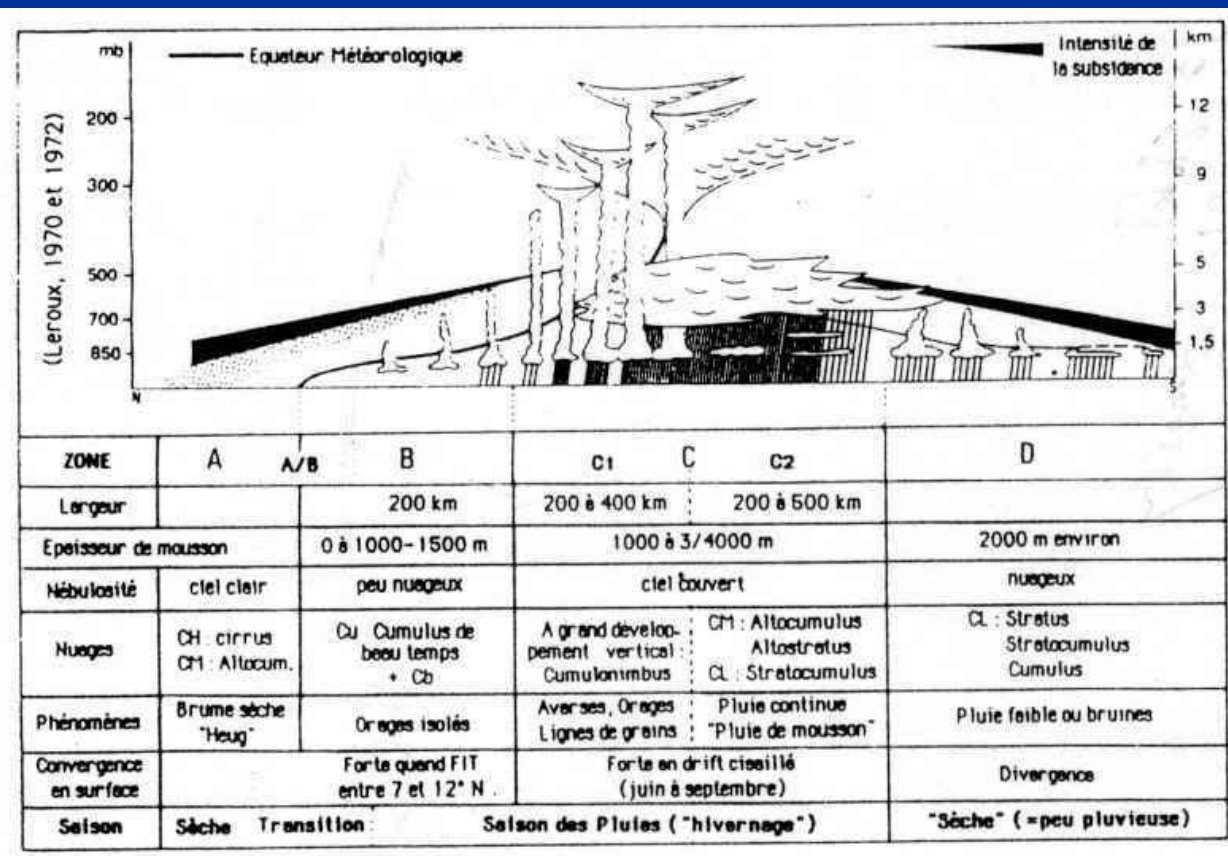 mb
Equateur Météorologique
Intensité de
la subsidence
km
(Leroux, 1970 et 1972)
200
300
500
700
850
12
9
5
3
1,5
N
S
ZONE A A/B B C1 C C2 D
Largeur 200 km 200 à 400 km 200 à 500 km
Epaisseur de mousson 0 à 1000-1500 m 1000 à 3/4000 m 2000 m environ
Nébulosité ciel clair peu nuageux ciel couvert nuageux
Nuages
CH : cirrus
CM : Altocum.
Cu Cumulus de
beau temps
+ Cb
A grand dévelop-
pement vertical :
Cumulonimbus
CM : Altocumulus
Altostratus
CL : Stratocumulus
CL : Stratus
Stratocumulus
Cumulus
Phénomènes
Brume sèche
"Heug"
Orages isolés
Averses, Orages
Lignes de grains
Pluie continue
"Pluie de mousson"
Pluie faible ou bruines
Convergence
en surface
Forte quand FIT
entre 7 et 12° N .
Forte en drift cisaillé
(juin à septembre)
Divergence
Saison Sèche Transition Saison des Pluies ("hivernage") "Sèche" (=peu pluvieuse)